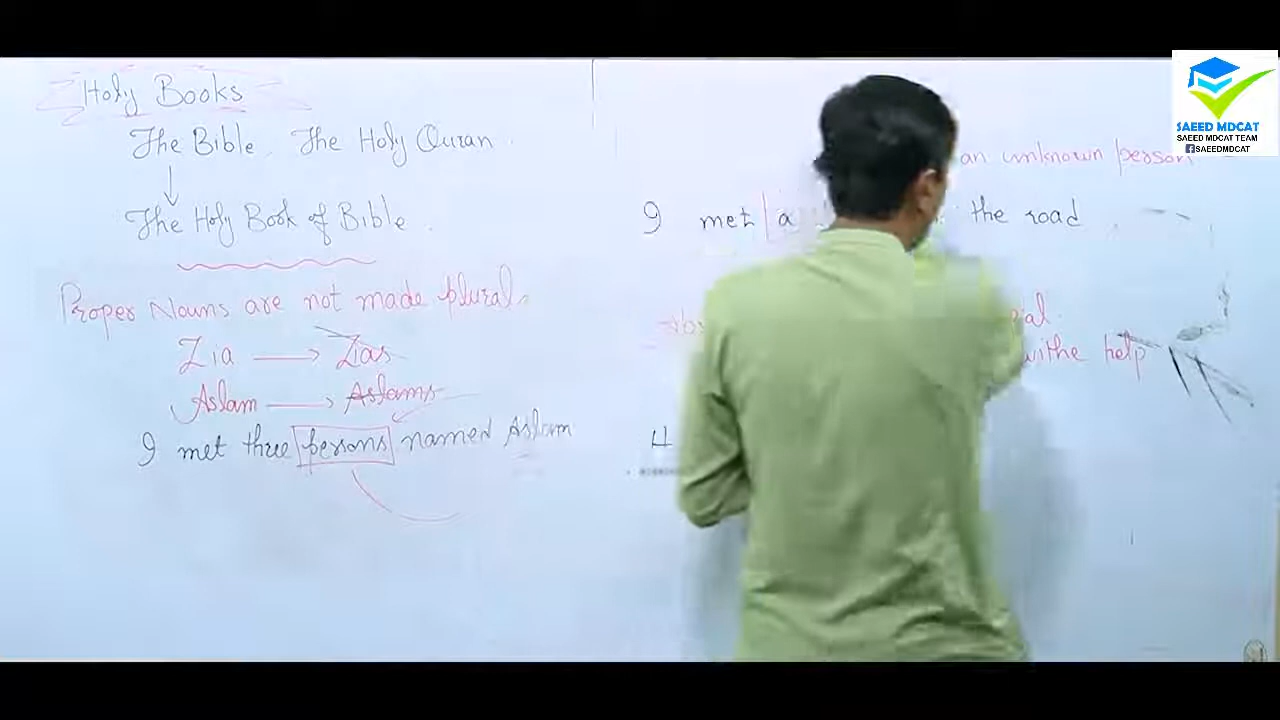 Holy Books
The Bible, The Holy Quran.
The Holy Book of Bible.
Proper Nouns are not made plural.
Zia Zias
Aslam Aslams
I met three persons named Aslam
an unknown person
I met a the road
withe help
SAEED MDCAT
SAEED MDCAT TEAM
SAEEDMDCAT